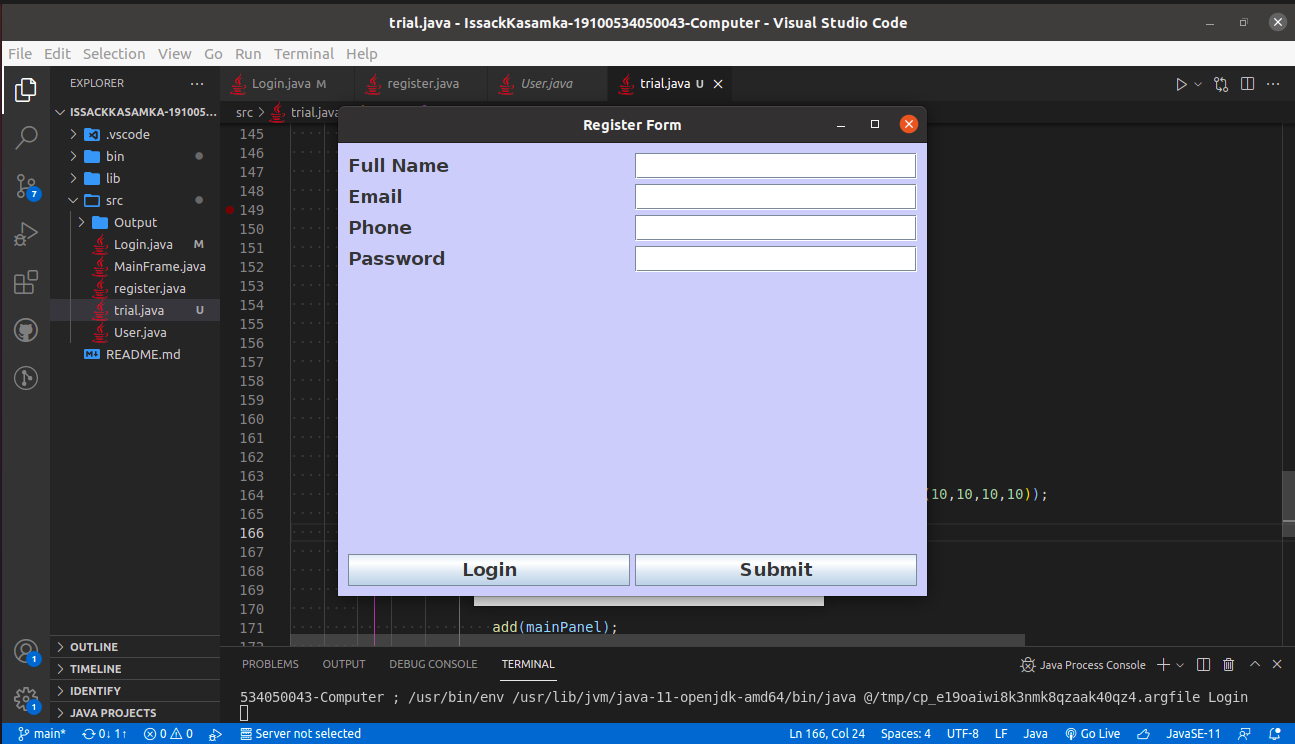 trial.java - IssackKasamka-19100534050043-Computer - Visual Studio Code
File Edit Selection View Go Run Terminal Help
EXPLORER
Login.java M
register.java
User.java
trial.java U
ISSACKKASAMKA-191005...
src > trial.java
.vscode
bin
lib
src
Output
Login.java M
MainFrame.java
register.java
trial.java U
User.java
README.md
OUTLINE
TIMELINE
IDENTIFY
JAVA PROJECTS
7
1
1
145
146
147
148
149
150
151
152
153
154
155
156
157
158
159
160
161
162
163
164 (10,10,10,10));
165
166
167
168
169
170
171 add(mainPanel);
172
Register Form
Full Name
Email
Phone
Password
Login Submit
PROBLEMS OUTPUT DEBUG CONSOLE TERMINAL
Java Process Console
534050043-Computer ; /usr/bin/env /usr/lib/jvm/java-11-openjdk-amd64/bin/java @/tmp/cp_e19oaiwi8k3nmk8qzaak40qz4.argfile Login
main* 0↓ 1↑ 0 0 Server not selected Ln 166, Col 24 Spaces: 4 UTF-8 LF Java Go Live JavaSE-11